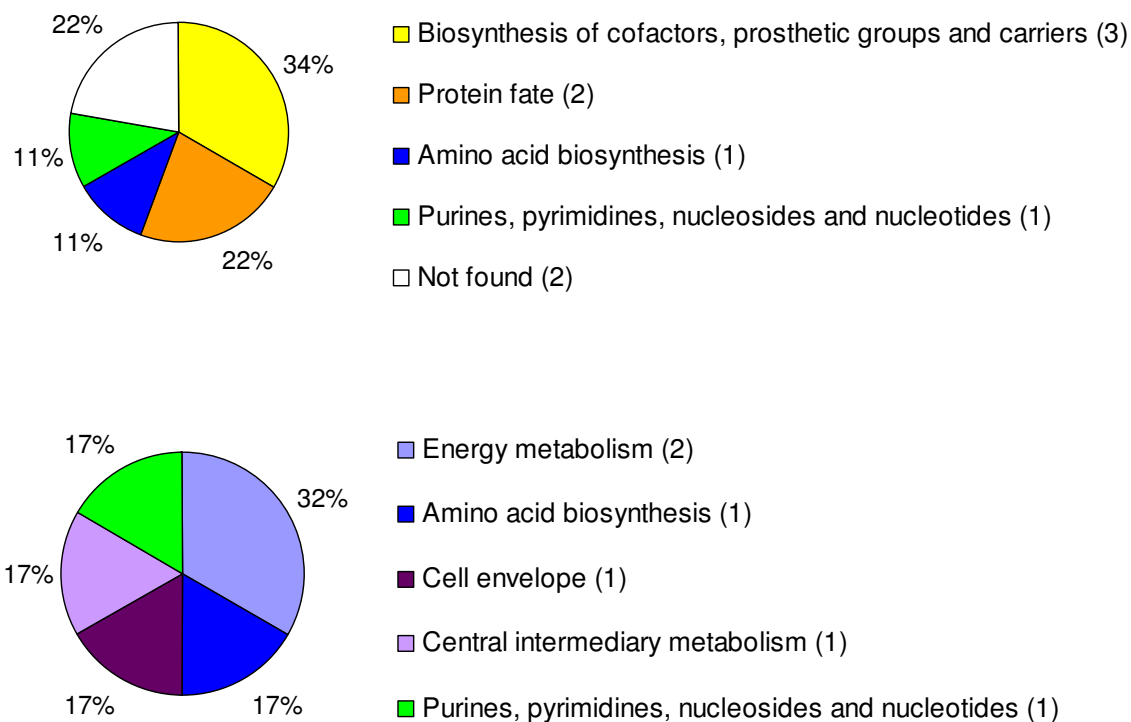 22%
34%
11%
11%
22%
Biosynthesis of cofactors, prosthetic groups and carriers (3)
Protein fate (2)
Amino acid biosynthesis (1)
Purines, pyrimidines, nucleosides and nucleotides (1)
Not found (2)
17%
32%
17%
17%
17%
Energy metabolism (2)
Amino acid biosynthesis (1)
Cell envelope (1)
Central intermediary metabolism (1)
Purines, pyrimidines, nucleosides and nucleotides (1)